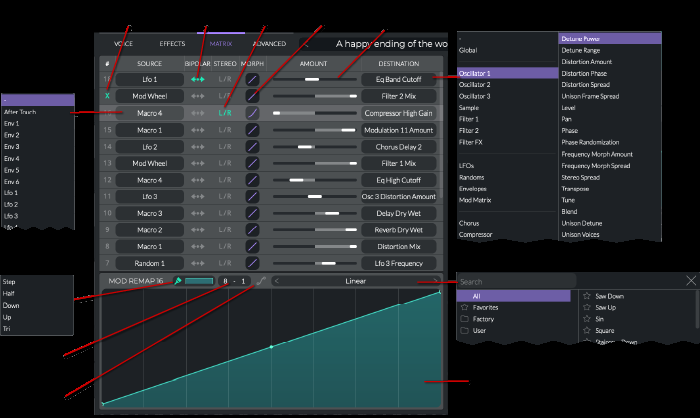 VOICE EFFECTS MATRIX ADVANCED
A happy ending of the wo
# SOURCE BIPOLAR STEREO MORPH AMOUNT DESTINATION
Lfo 1 L/R Eq Band Cutoff
X Mod Wheel L/R Filter 2 Mix
Macro 4 L/R Compressor High Gain
15 Macro 1 L/R Modulation 11 Amount
14 Lfo 2 L/R Chorus Delay 2
13 Mod Wheel L/R Filter 1 Mix
12 Macro 4 L/R Eq High Cutoff
11 Lfo 3 L/R Osc 3 Distortion Amount
10 Macro 3 L/R Delay Dry Wet
9 Macro 2 L/R Reverb Dry Wet
8 Macro 1 L/R Distortion Mix
7 Random 1 L/R Lfo 3 Frequency
MOD REMAP 16 8 - 1 < Linear >
-
After Touch
Env 1
Env 2
Env 3
Env 4
Env 5
Env 6
Lfo 1
Lfo 2
Lfo 3
Step
Half
Down
Up
Tri
-
Global
Oscillator 1
Oscillator 2
Oscillator 3
Sample
Filter 1
Filter 2
Filter FX
LFOs
Randoms
Envelopes
Mod Matrix
Chorus
Compressor
Detune Power
Detune Range
Distortion Amount
Distortion Phase
Distortion Spread
Unison Frame Spread
Level
Pan
Phase
Phase Randomization
Frequency Morph Amount
Frequency Morph Spread
Stereo Spread
Transpose
Tune
Blend
Unison Detune
Unison Voices
Search
All
Favorites
Factory
User
Saw Down
Saw Up
Sin
Square